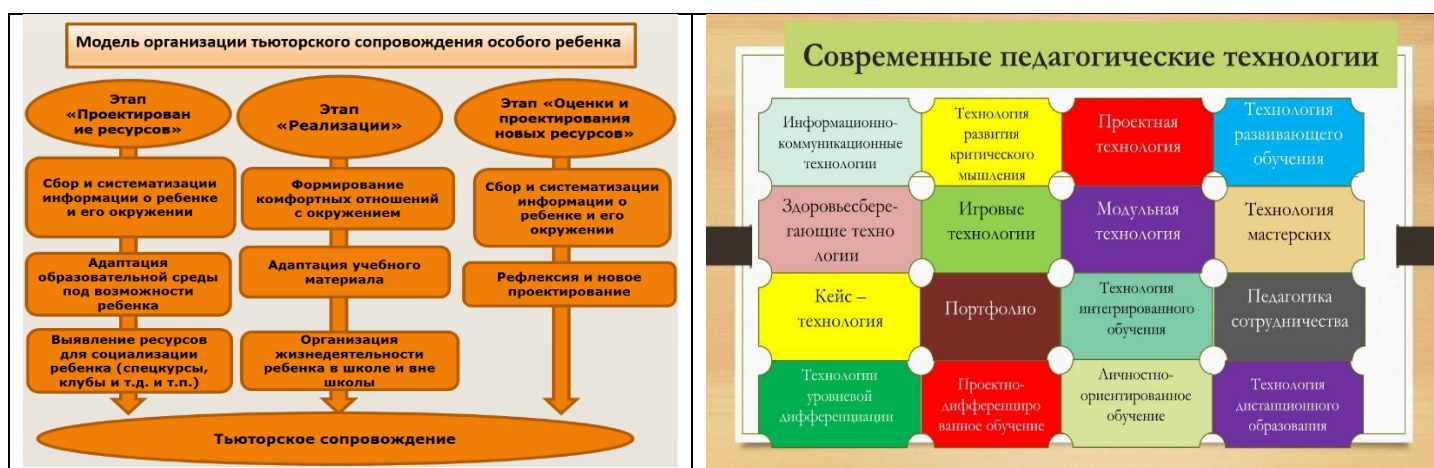 Модель организации тьюторского сопровождения особого ребенка
Этап
«Проектирован
ие ресурсов»
Сбор и систематизации
информации о ребенке
и его окружении
Адаптация
образовательной среды
под возможности
ребенка
Выявление ресурсов
для социализации
ребенка (спецкурсы,
клубы и т.д. и т.п.)
Этап
«Реализации»
Формирование
комфортных отношений
с окружением
Адаптация учебного
материала
Организация
жизнедеятельности
ребенка в школе и вне
школы
Этап «Оценки и
проектирования
новых ресурсов»
Сбор и систематизации
информации о
ребенке и его
окружении
Рефлексия и новое
проектирование
Тьюторское сопровождение
Современные педагогические технологии
Информационно-
коммуникационные
технологии
Технология
развития
критического
мышления
Проектная
технология
Технология
развивающего
обучения
Здоровьесбере-
гающие техно
логии
Игровые
технологии
Модульная
технология
Технология
мастерских
Кейс –
технология
Портфолио
Технология
интегрированного
обучения
Педагогика
сотрудничества
Технологии
уровневой
дифференциации
Проектно-
дифференциро
ванное обучение
Личностно-
ориентированное
обучение
Технология
дистанционного
образования